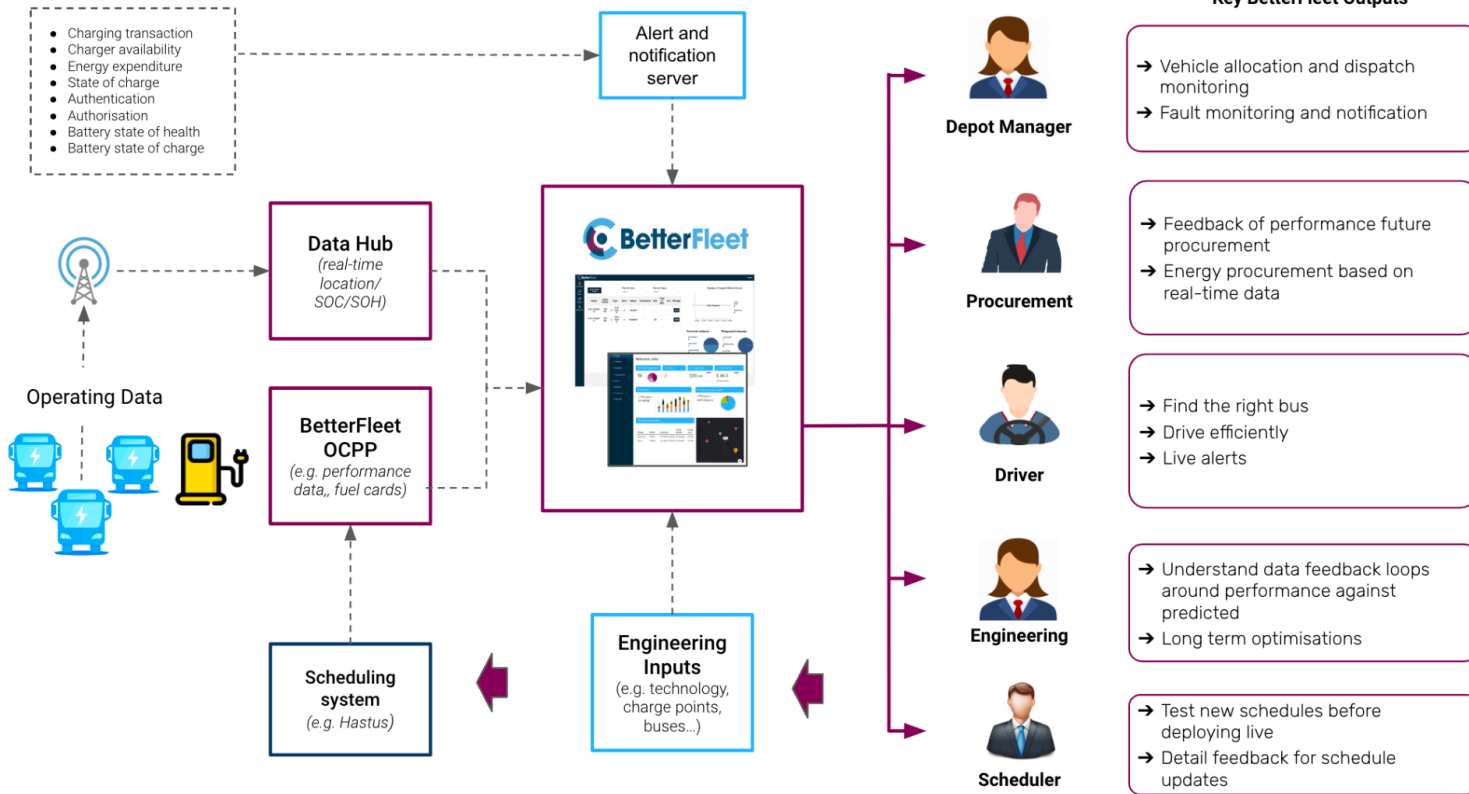 Key BetterFleet Outputs
Charging transaction
Charger availability
Energy expenditure
State of charge
Authentication
Authorisation
Battery state of health
Battery state of charge
Alert and
notification
server
Depot Manager
➔ Vehicle allocation and dispatch
monitoring
➔ Fault monitoring and notification
Data Hub
(real-time
location/
SOC/SOH)
BetterFleet
Procurement
➔ Feedback of performance future
procurement
➔ Energy procurement based on
real-time data
Operating Data
BetterFleet
OCPP
(e.g. performance
data,, fuel cards)
Driver
➔ Find the right bus
➔ Drive efficiently
➔ Live alerts
Scheduling
system
(e.g. Hastus)
Engineering
Inputs
(e.g. technology,
charge points,
buses...)
Engineering
➔ Understand data feedback loops
around performance against
predicted
➔ Long term optimisations
Scheduler
➔ Test new schedules before
deploying live
➔ Detail feedback for schedule
updates